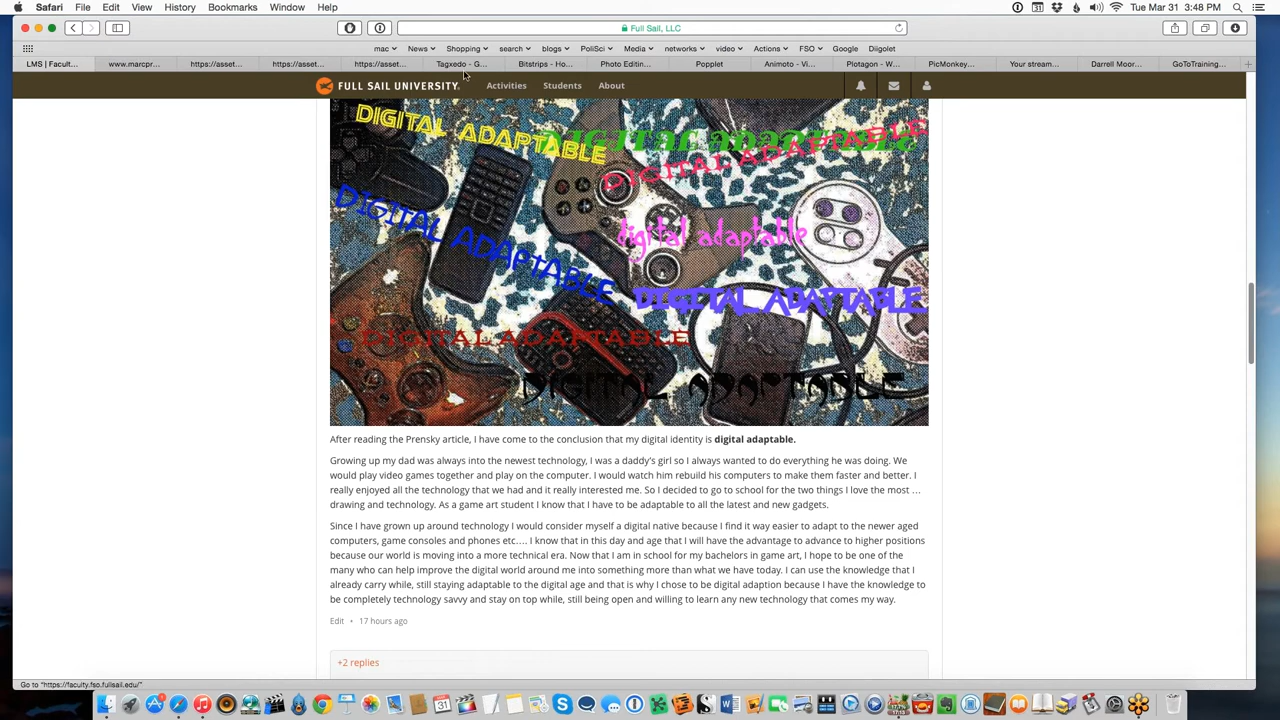 Safari File Edit View History Bookmarks Window Help Tue Mar 31 3:48 PM
Full Sail, LLC
mac News Shopping search blogs PoliSci Media networks video Actions FSO Google Diigolet
LMS | Facult... www.marcpr... https://asset... https://asset... https://asset... Tagxedo - G... Bitstrips - Ho... Photo Editin... Popplet Animoto - Vi... Plotagon - W... PicMonkey... Your stream... Darrell Moor... GoToTraining...
FULL SAIL UNIVERSITY. Activities Students About
DIGITAL ADAPTABLE
DIGITAL ADAPTABLE
DIGITAL ADAPTABLE
DIGITAL ADAPTABLE
digital adaptable
DIGITAL ADAPTABLE
DIGITAL ADAPTABLE
DIGITAL ADAPTABLE
After reading the Prensky article, I have come to the conclusion that my digital identity is digital adaptable.
Growing up my dad was always into the newest technology, I was a daddy's girl so I always wanted to do everything he was doing. We
would play video games together and play on the computer. I would watch him rebuild his computers to make them faster and better. I
really enjoyed all the technology that we had and it really interested me. So I decided to go to school for the two things I love the most ...
drawing and technology. As a game art student I know that I have to be adaptable to all the latest and new gadgets.
Since I have grown up around technology I would consider myself a digital native because I find it way easier to adapt to the newer aged
computers, game consoles and phones etc.... I know that in this day and age that I will have the advantage to advance to higher positions
because our world is moving into a more technical era. Now that I am in school for my bachelors in game art, I hope to be one of the
many who can help improve the digital world around me into something more than what we have today. I can use the knowledge that I
already carry while, still staying adaptable to the digital age and that is why I chose to be digital adaption because I have the knowledge to
be completely technology savvy and stay on top while, still being open and willing to learn any new technology that comes my way.
Edit • 17 hours ago
+2 replies
Go to "https://faculty.fso.fullsail.edu/"